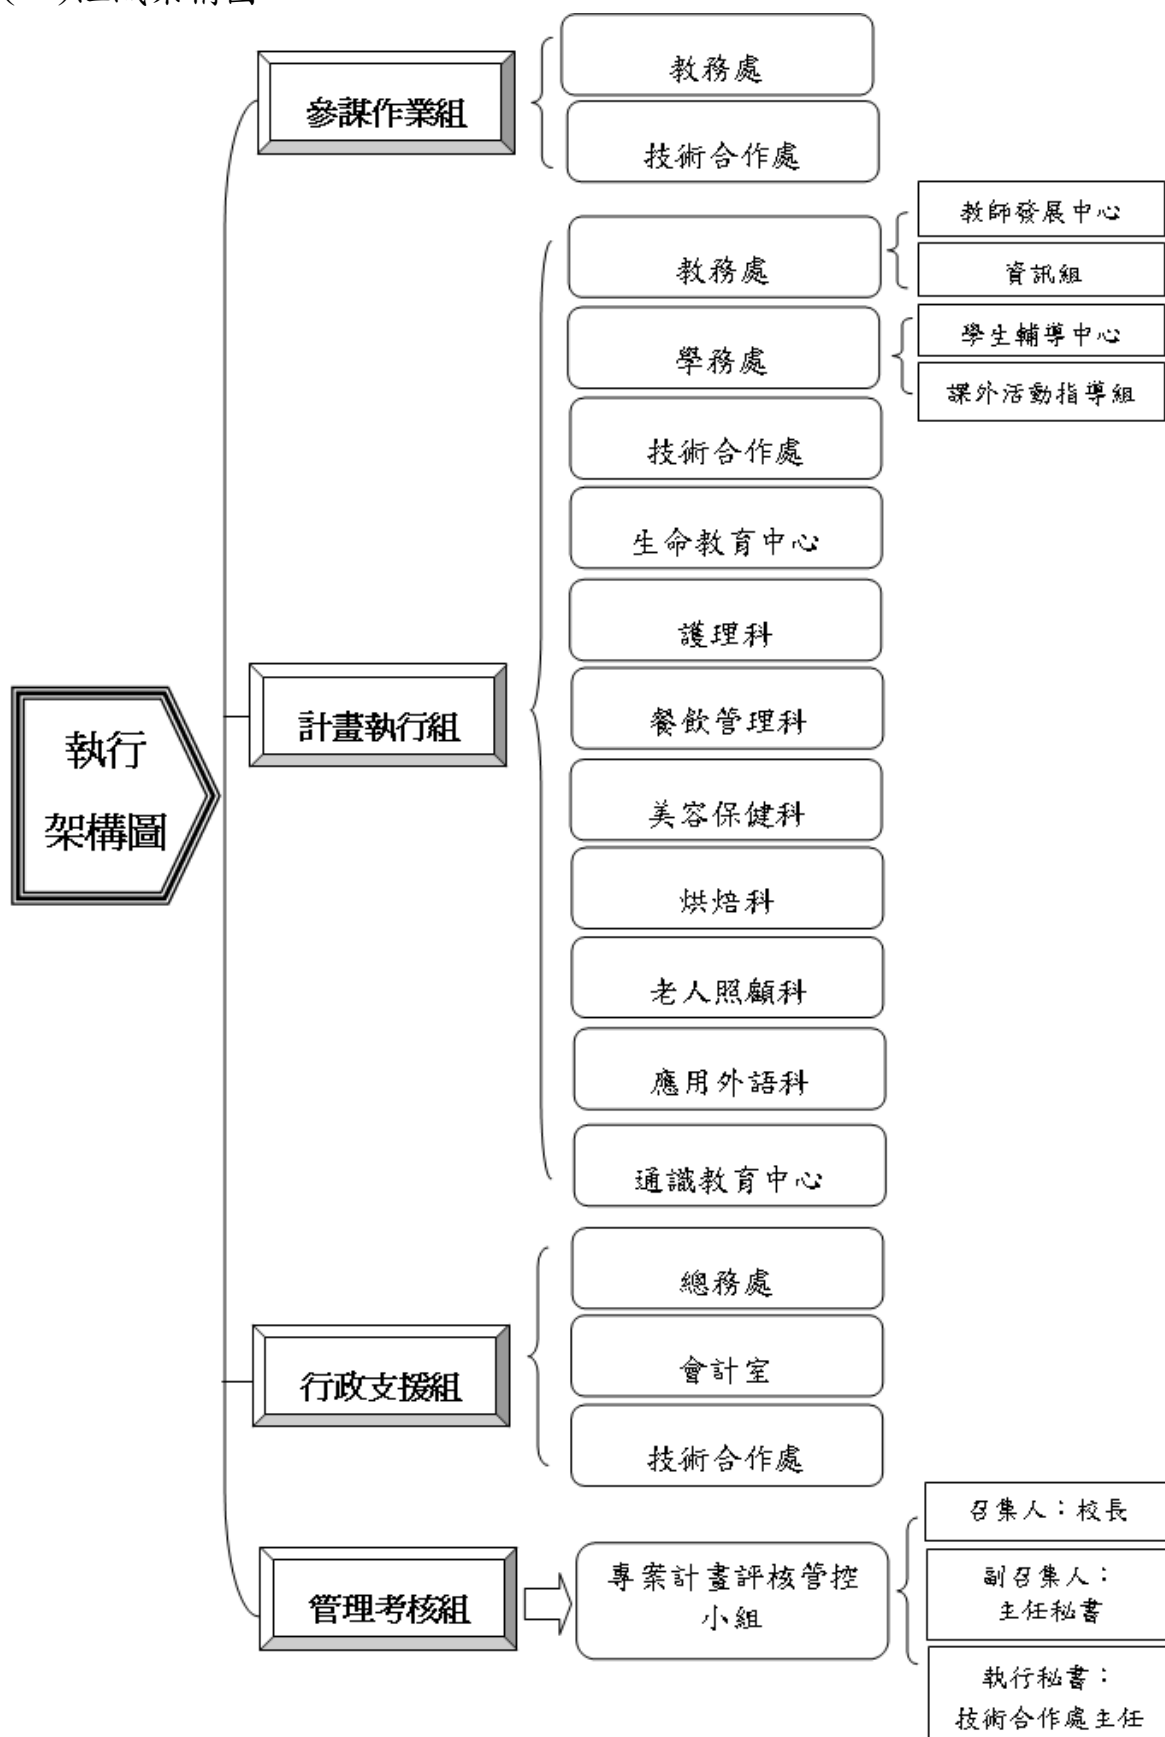 執行
架構圖
參謀作業組
教務處
技術合作處
計畫執行組
教務處
教師發展中心
資訊組
學務處
學生輔導中心
課外活動指導組
技術合作處
生命教育中心
護理科
餐飲管理科
美容保健科
烘焙科
老人照顧科
應用外語科
通識教育中心
行政支援組
總務處
會計室
技術合作處
管理考核組
專案計畫評核管控
小組
召集人：校長
副召集人：
主任秘書
執行秘書：
技術合作處主任